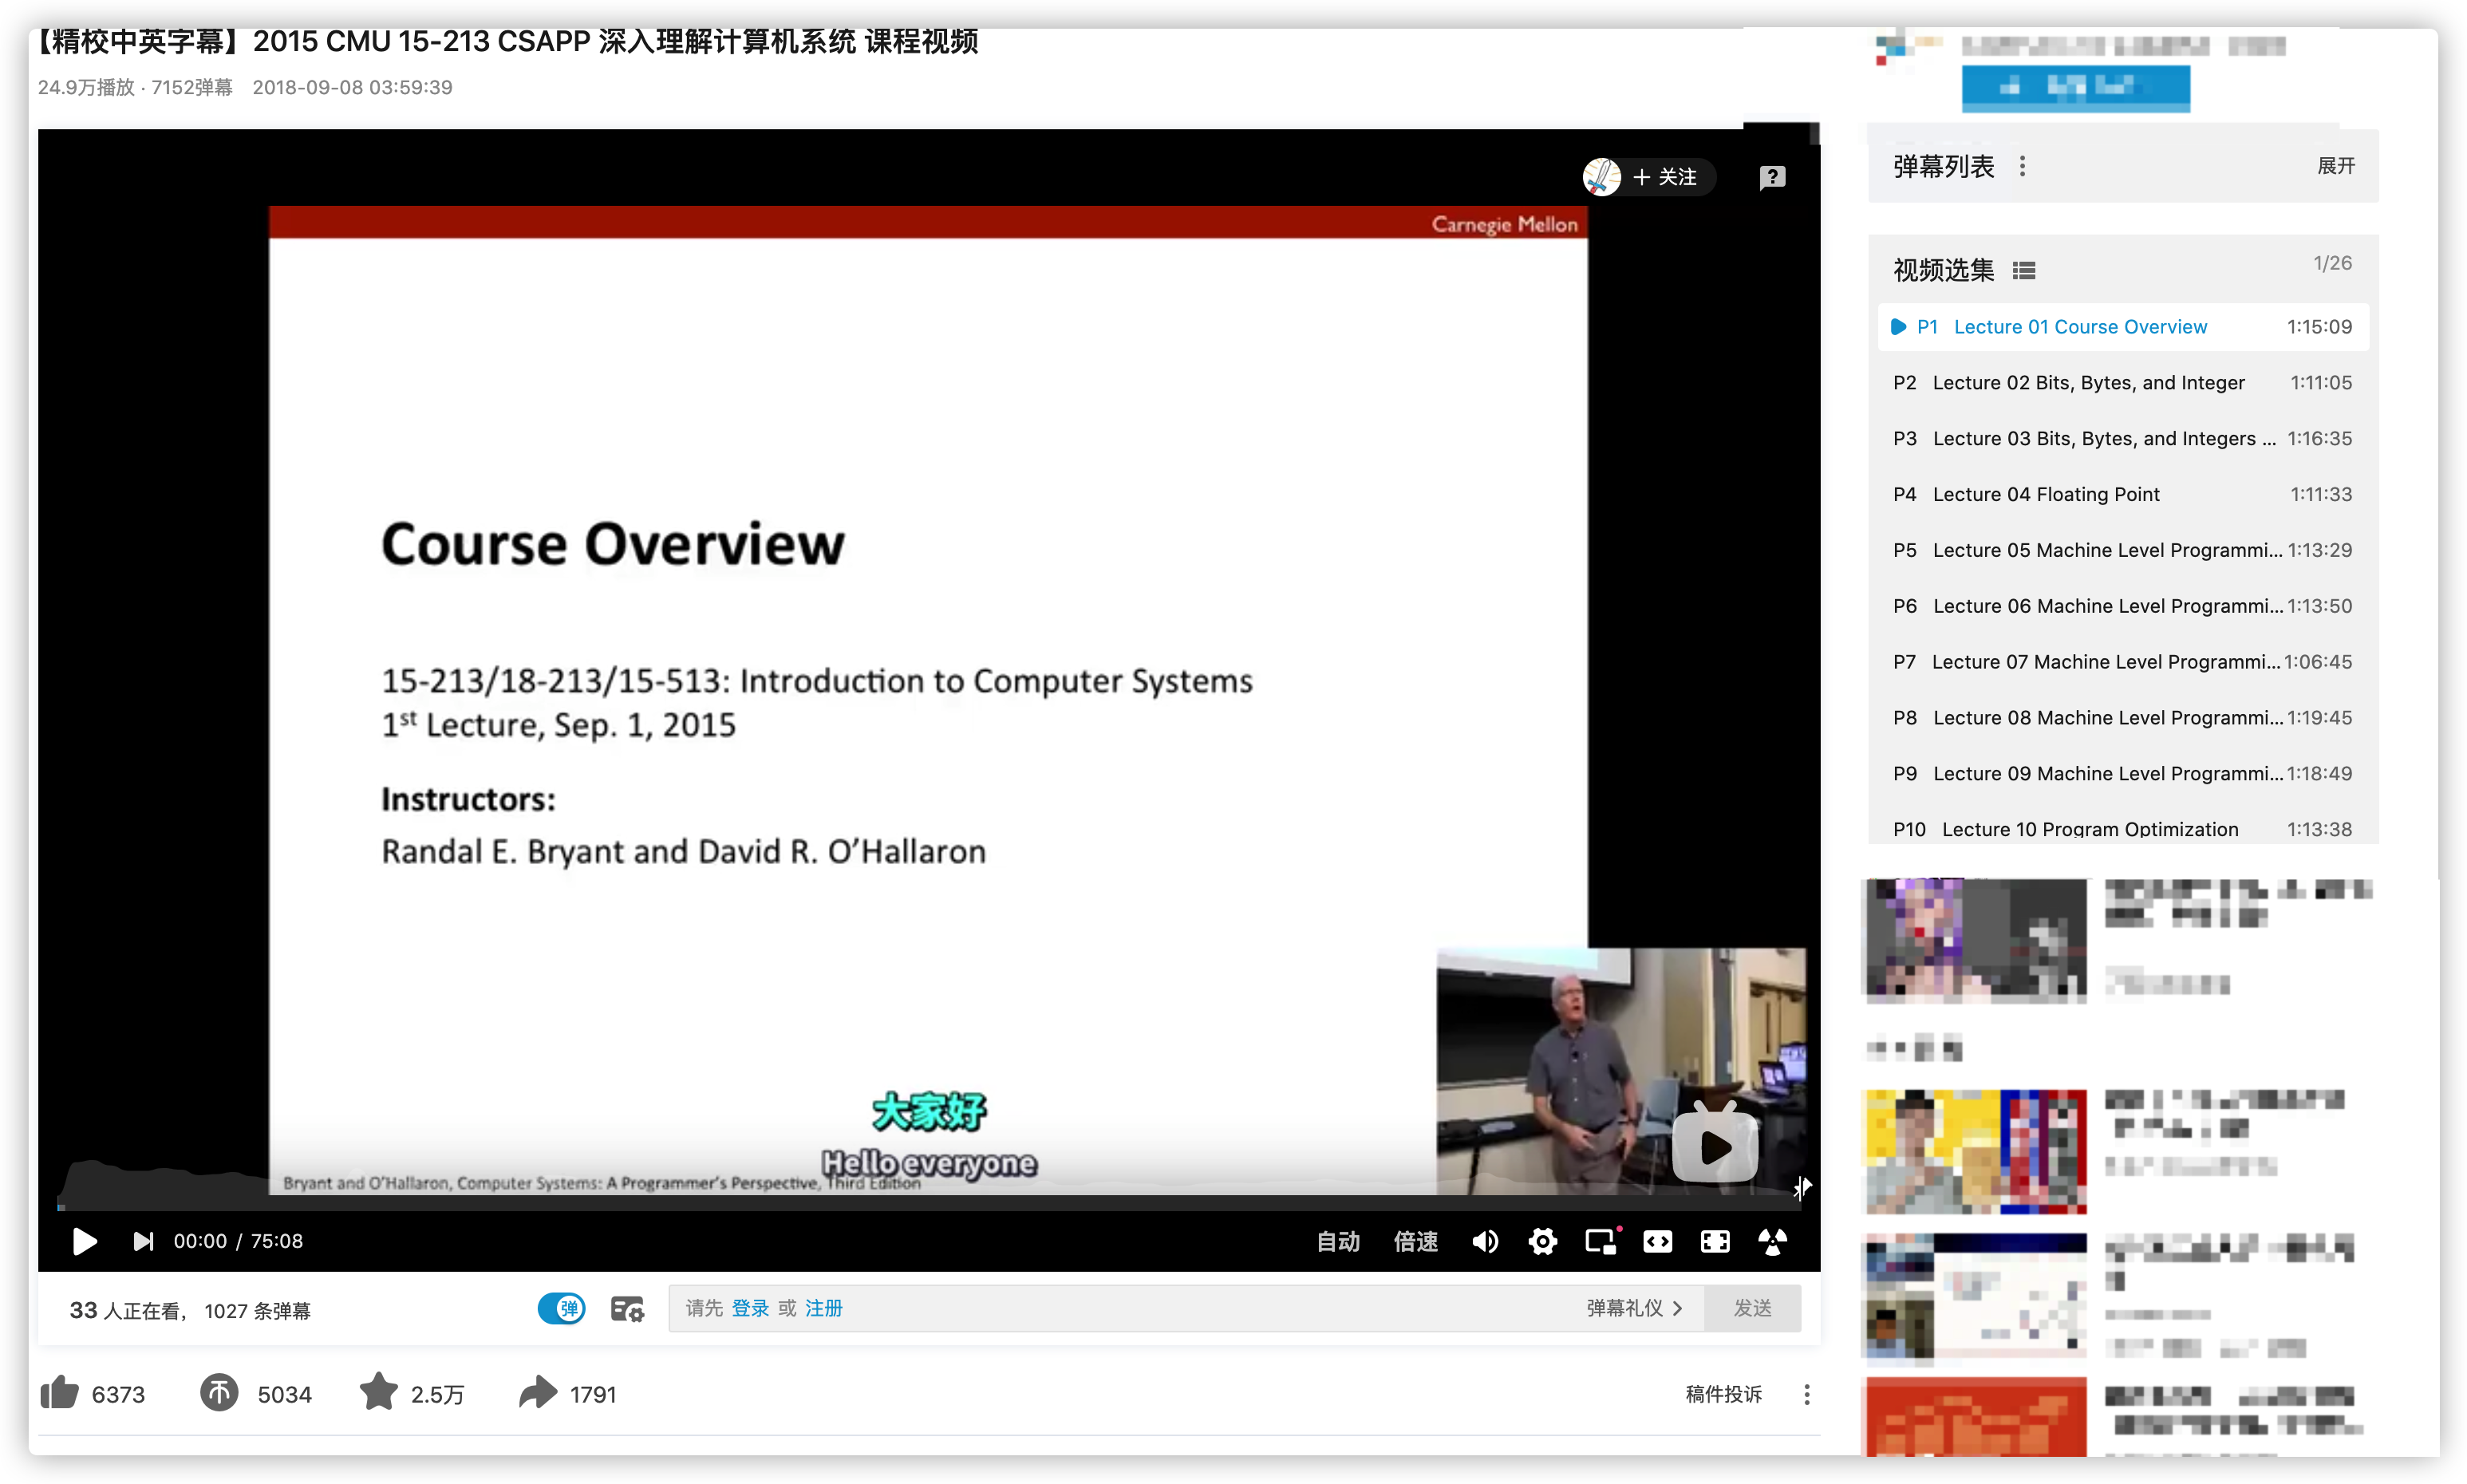 【精校中英字幕】2015 CMU 15-213 CSAPP 深入理解计算机系统 课程视频
24.9万播放 · 7152弹幕 2018-09-08 03:59:39
+ 关注
Carnegie Mellon
Course Overview
15-213/18-213/15-513: Introduction to Computer Systems
1st Lecture, Sep. 1, 2015
Instructors:
Randal E. Bryant and David R. O'Hallaron
大家好
Hello everyone
Bryant and O'Hallaron, Computer Systems: A Programmer's Perspective, Third Edition
00:00 / 75:08
自动 倍速
33 人正在看， 1027 条弹幕
弹
请先 登录 或 注册
弹幕礼仪 >
发送
6373 5034 2.5万 1791
稿件投诉
弹幕列表
展开
视频选集
1/26
P1 Lecture 01 Course Overview 1:15:09
P2 Lecture 02 Bits, Bytes, and Integer 1:11:05
P3 Lecture 03 Bits, Bytes, and Integers ... 1:16:35
P4 Lecture 04 Floating Point 1:11:33
P5 Lecture 05 Machine Level Programmi... 1:13:29
P6 Lecture 06 Machine Level Programmi... 1:13:50
P7 Lecture 07 Machine Level Programmi... 1:06:45
P8 Lecture 08 Machine Level Programmi... 1:19:45
P9 Lecture 09 Machine Level Programmi... 1:18:49
P10 Lecture 10 Program Optimization 1:13:38